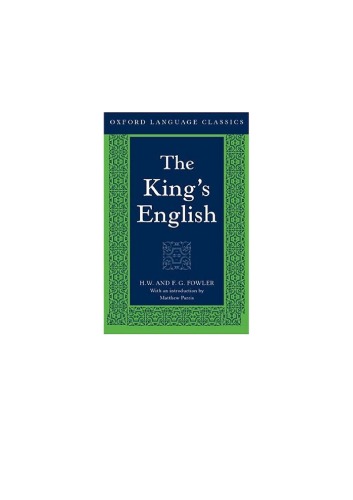 OXFORD LANGUAGE CLASSICS
The
King's
English
H.W. AND F. G. FOWLER
With an introduction by
Matthew Parris